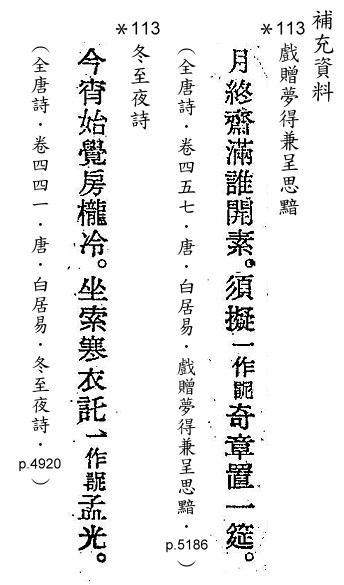 補充資料
*113
戲贈夢得兼呈思黯
月終齋滿誰開素。須擬一作奇章置一筵。
(全唐詩・卷四五七・唐・白居易・戲贈夢得兼呈思黯・p.5186)
*113
冬至夜詩
今宵始覺房櫳冷。坐索寒衣託一作孟光。
(全唐詩・卷四四一・唐・白居易・冬至夜詩・p.4920)